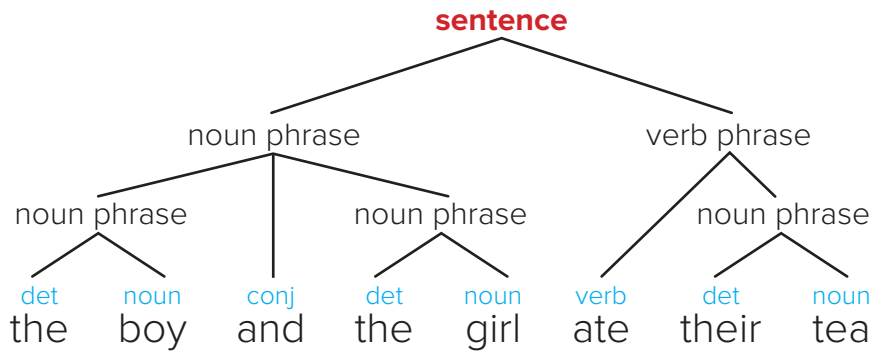 sentence
noun phrase verb phrase
noun phrase noun phrase noun phrase
det noun conj det noun verb det noun
the boy and the girl ate their tea